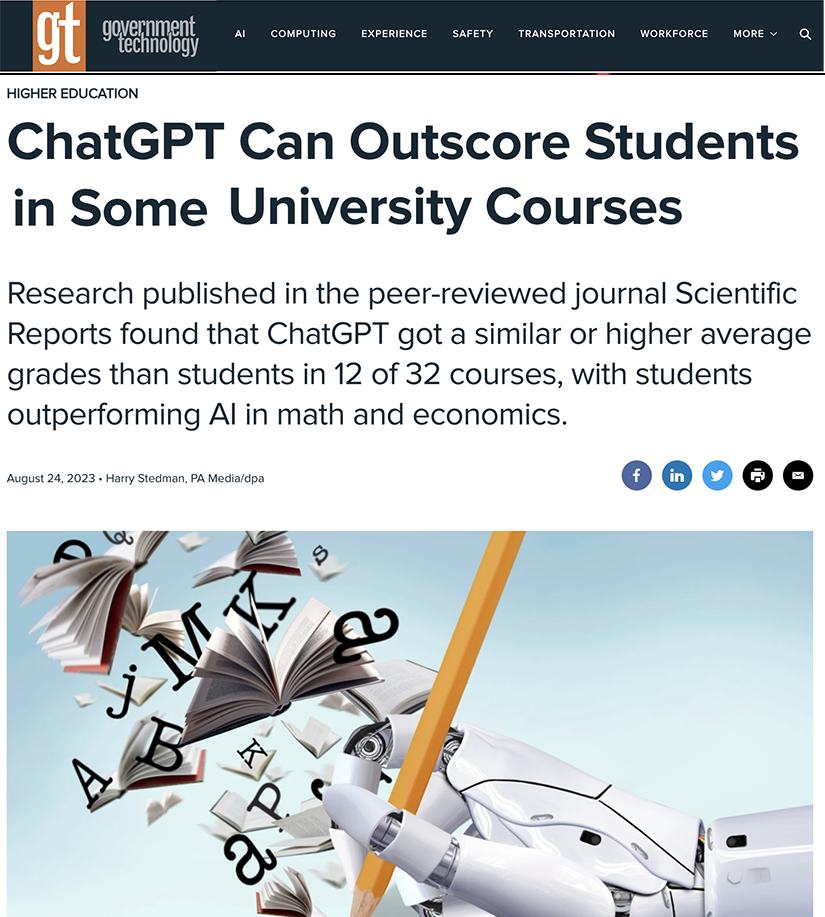 gt government technology
AI COMPUTING EXPERIENCE SAFETY TRANSPORTATION WORKFORCE MORE
HIGHER EDUCATION
ChatGPT Can Outscore Students
in Some University Courses
Research published in the peer-reviewed journal Scientific
Reports found that ChatGPT got a similar or higher average
grades than students in 12 of 32 courses, with students
outperforming AI in math and economics.
August 24, 2023 • Harry Stedman, PA Media/dpa
f in
Q
D
s
K
a
M
j
B
K
A
P
a